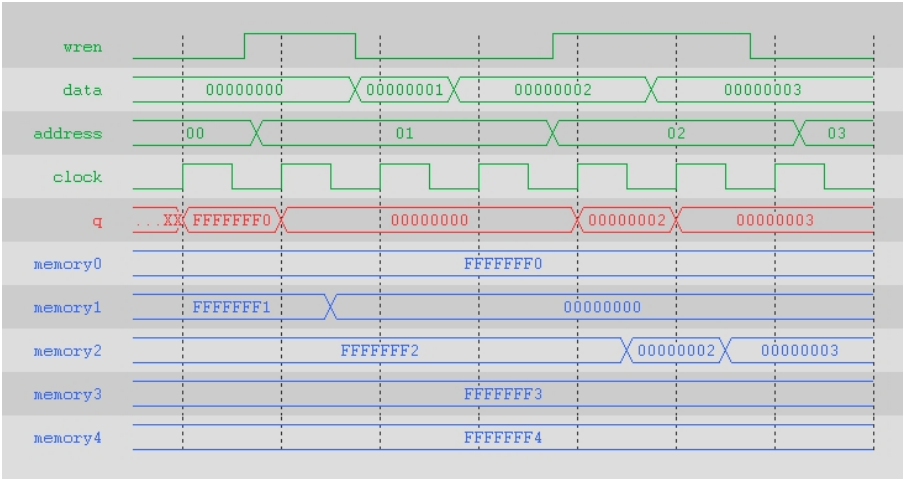 wren
data 00000000 00000001 00000002 00000003
address 00 01 02 03
clock
q ...XX FFFFFFF0 00000000 00000002 00000003
memory0 FFFFFFF0
memory1 FFFFFFF1 00000000
memory2 FFFFFFF2 00000002 00000003
memory3 FFFFFFF3
memory4 FFFFFFF4